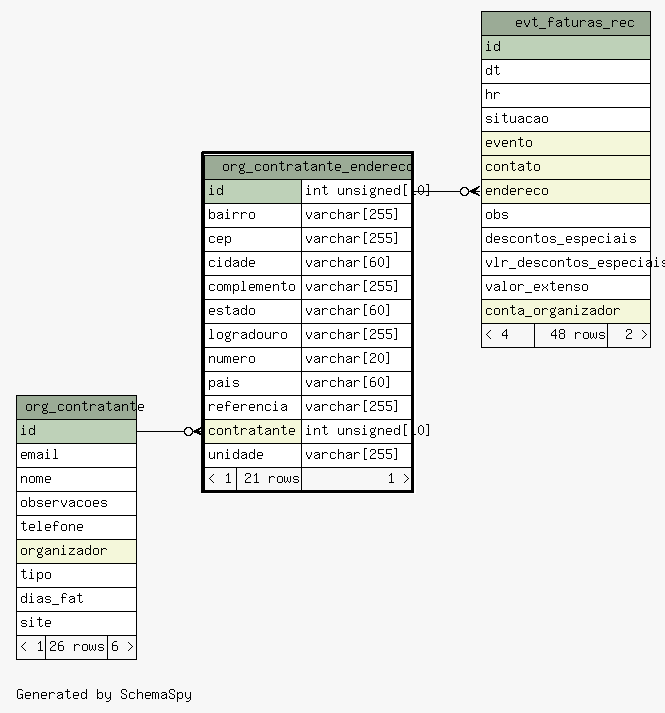 evt_faturas_rec
id
dt
hr
situacao
evento
contato
endereco
obs
descontos_especiais
vlr_descontos_especiais
valor_extenso
conta_organizador
< 4 48 rows 2 >
org_contratante_endereco
id int unsigned[10]
bairro varchar[255]
cep varchar[255]
cidade varchar[60]
complemento varchar[255]
estado varchar[60]
logradouro varchar[255]
numero varchar[20]
pais varchar[60]
referencia varchar[255]
contratante int unsigned[10]
unidade varchar[255]
< 1 21 rows 1 >
org_contratante
id
email
nome
observacoes
telefone
organizador
tipo
dias_fat
site
< 1 26 rows 6 >
Generated by SchemaSpy